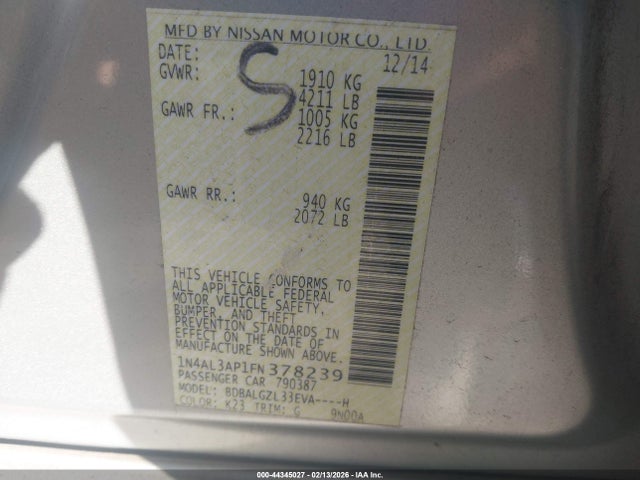 MFD BY NISSAN MOTOR CO., LTD.
DATE: 12/14
GVWR: 1910 KG
4211 LB
GAWR FR.: 1005 KG
2216 LB
S
GAWR RR.: 940 KG
2072 LB
THIS VEHICLE CONFORMS TO
ALL APPLICABLE FEDERAL
MOTOR VEHICLE SAFETY,
BUMPER, AND THEFT
PREVENTION STANDARDS IN
EFFECT ON THE DATE OF
MANUFACTURE SHOWN ABOVE.
1N4AL3AP1FN378239
PASSENGER CAR 790387
MODEL: BDBALGZL33EVA----H
COLOR: K23 TRIM: G 9N00A
000-44345027 - 02/13/2026 - IAA Inc.